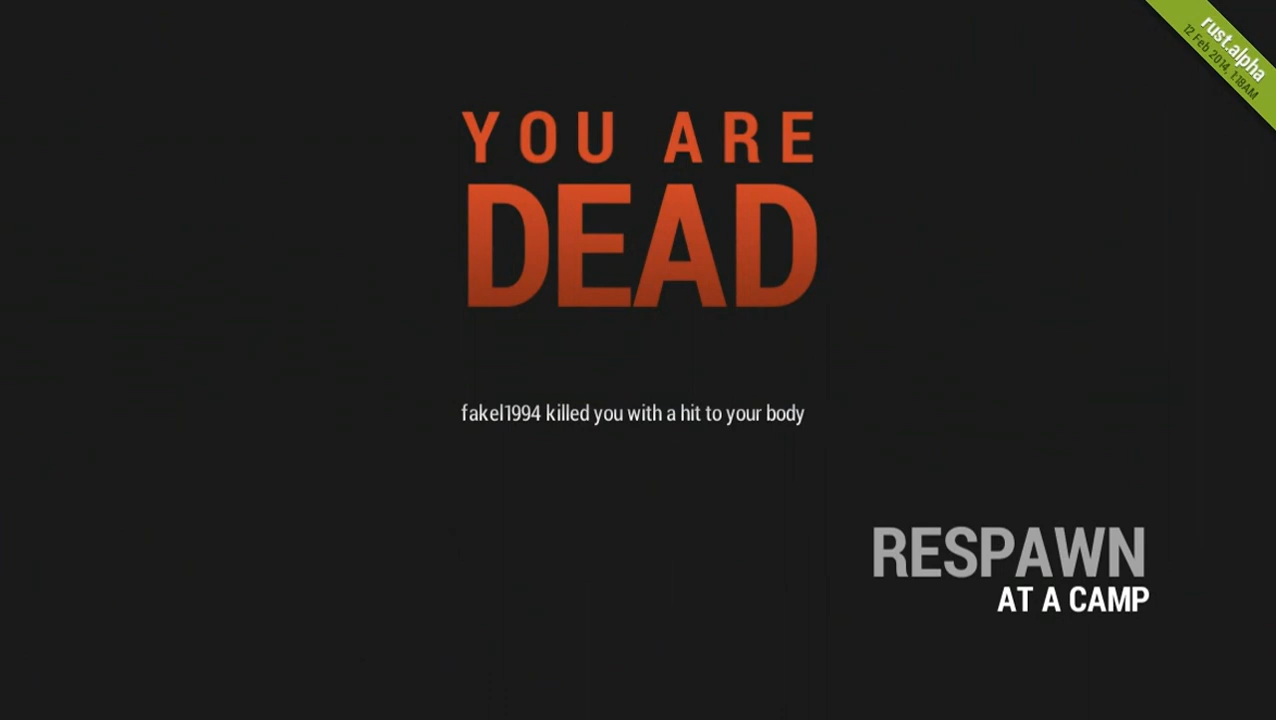 rust.alpha
12 Feb 2014, 1:18AM
YOU ARE
DEAD
fakel1994 killed you with a hit to your body
RESPAWN
AT A CAMP